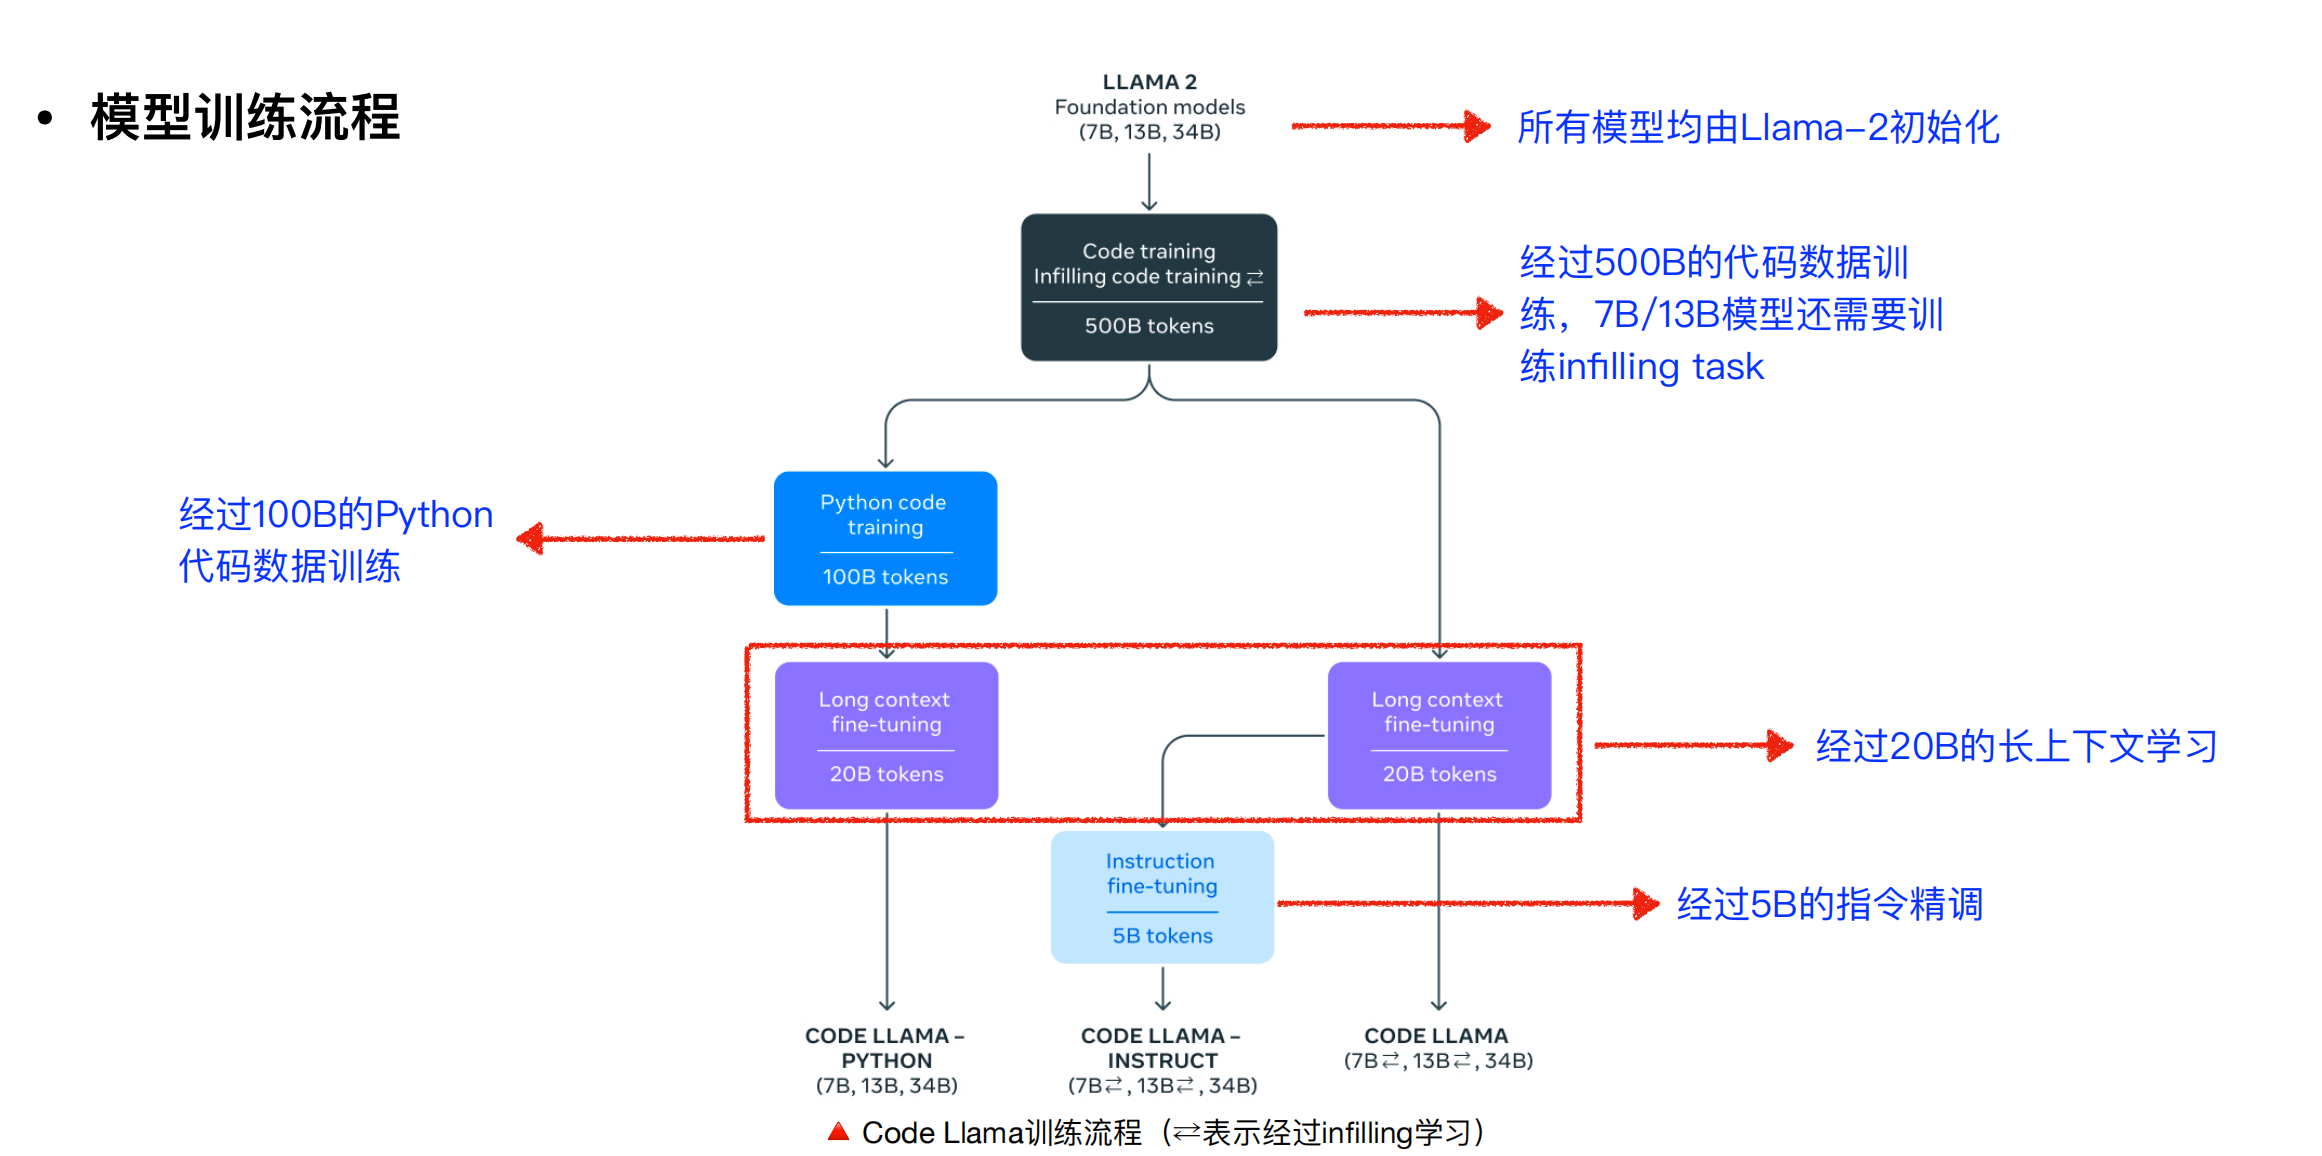 • 模型训练流程
LLAMA 2
Foundation models
(7B, 13B, 34B)
所有模型均由Llama-2初始化
Code training
Infilling code training ⇄
500B tokens
经过500B的代码数据训
练，7B/13B模型还需要训
练infilling task
Python code
training
100B tokens
经过100B的Python
代码数据训练
Long context
fine-tuning
20B tokens
Long context
fine-tuning
20B tokens
经过20B的长上下文学习
Instruction
fine-tuning
5B tokens
经过5B的指令精调
CODE LLAMA –
PYTHON
(7B, 13B, 34B)
CODE LLAMA –
INSTRUCT
(7B⇄, 13B⇄, 34B)
CODE LLAMA
(7B⇄, 13B⇄, 34B)
Code Llama训练流程（⇄表示经过infilling学习）